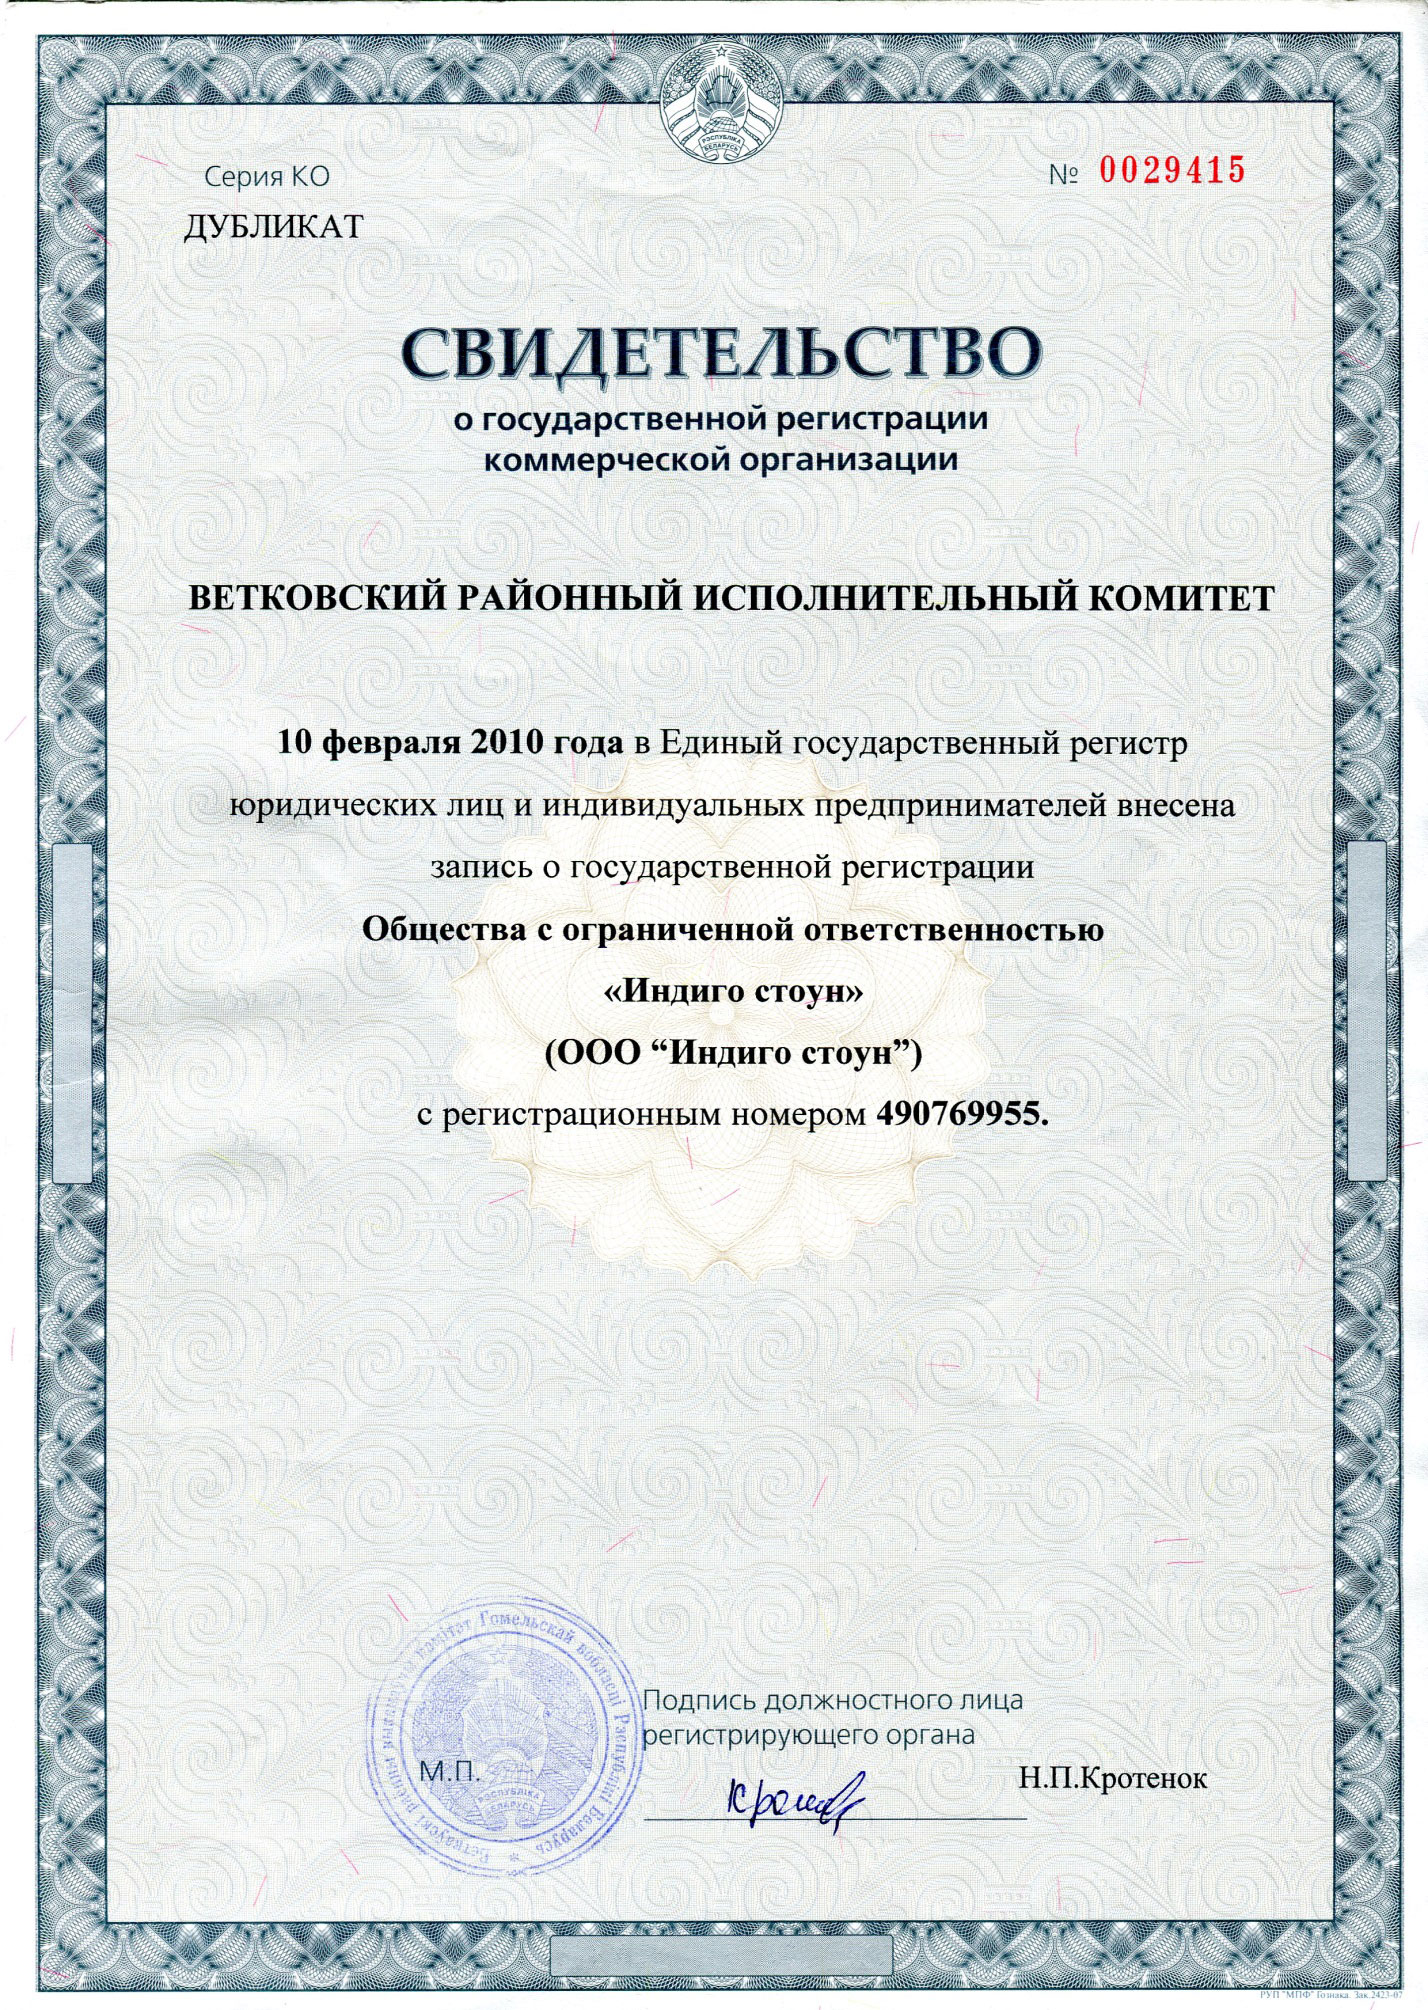 РЭСПУБЛІКА
БЕЛАРУСЬ
Серия КО
№ 0029415
ДУБЛИКАТ
СВИДЕТЕЛЬСТВО
о государственной регистрации
коммерческой организации
ВЕТКОВСКИЙ РАЙОННЫЙ ИСПОЛНИТЕЛЬНЫЙ КОМИТЕТ
10 февраля 2010 года в Единый государственный регистр
юридических лиц и индивидуальных предпринимателей внесена
запись о государственной регистрации
Общества с ограниченной ответственностью
«Индиго стоун»
(ООО “Индиго стоун”)
с регистрационным номером 490769955.
Веткаўскі раённы выканаўчы камітэт Гомельскай вобласці Рэспублікі Беларусь *
РЭСПУБЛІКА
БЕЛАРУСЬ
Подпись должностного лица
регистрирующего органа
М.П.
Н.П.Кротенок
РУП "МПФ" Гознака. Зак.2423-07